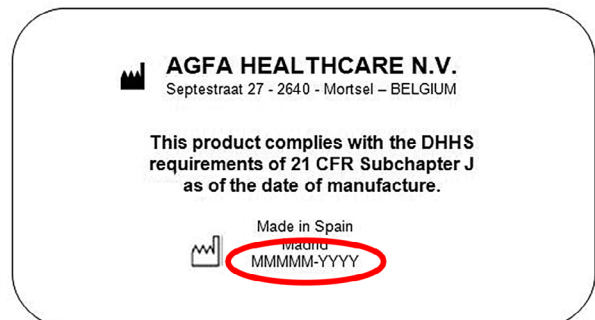 AGFA HEALTHCARE N.V.
Septestraat 27 - 2640 - Mortsel – BELGIUM
This product complies with the DHHS
requirements of 21 CFR Subchapter J
as of the date of manufacture.
Made in Spain
Madrid
MMMMM-YYYY